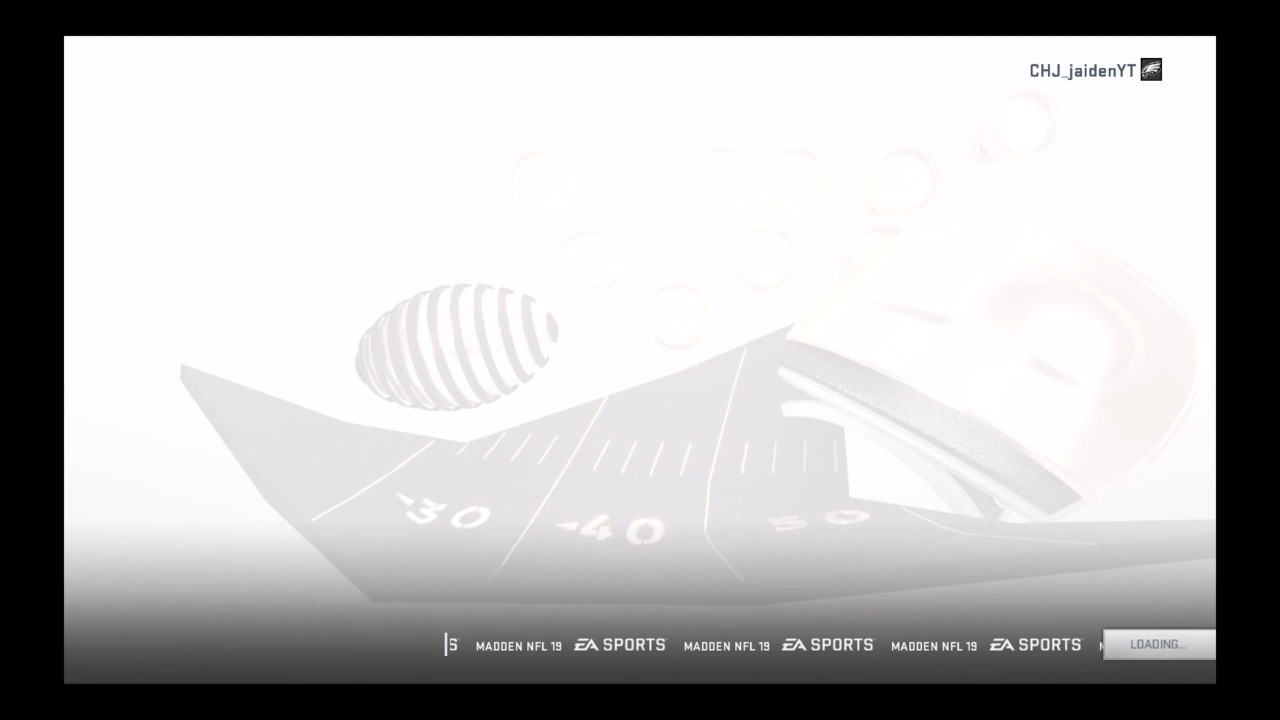 CHJ_jaidenYT
-30 -40 50
S MADDEN NFL 19 EA SPORTS MADDEN NFL 19 EA SPORTS MADDEN NFL 19 EA SPORTS
LOADING...